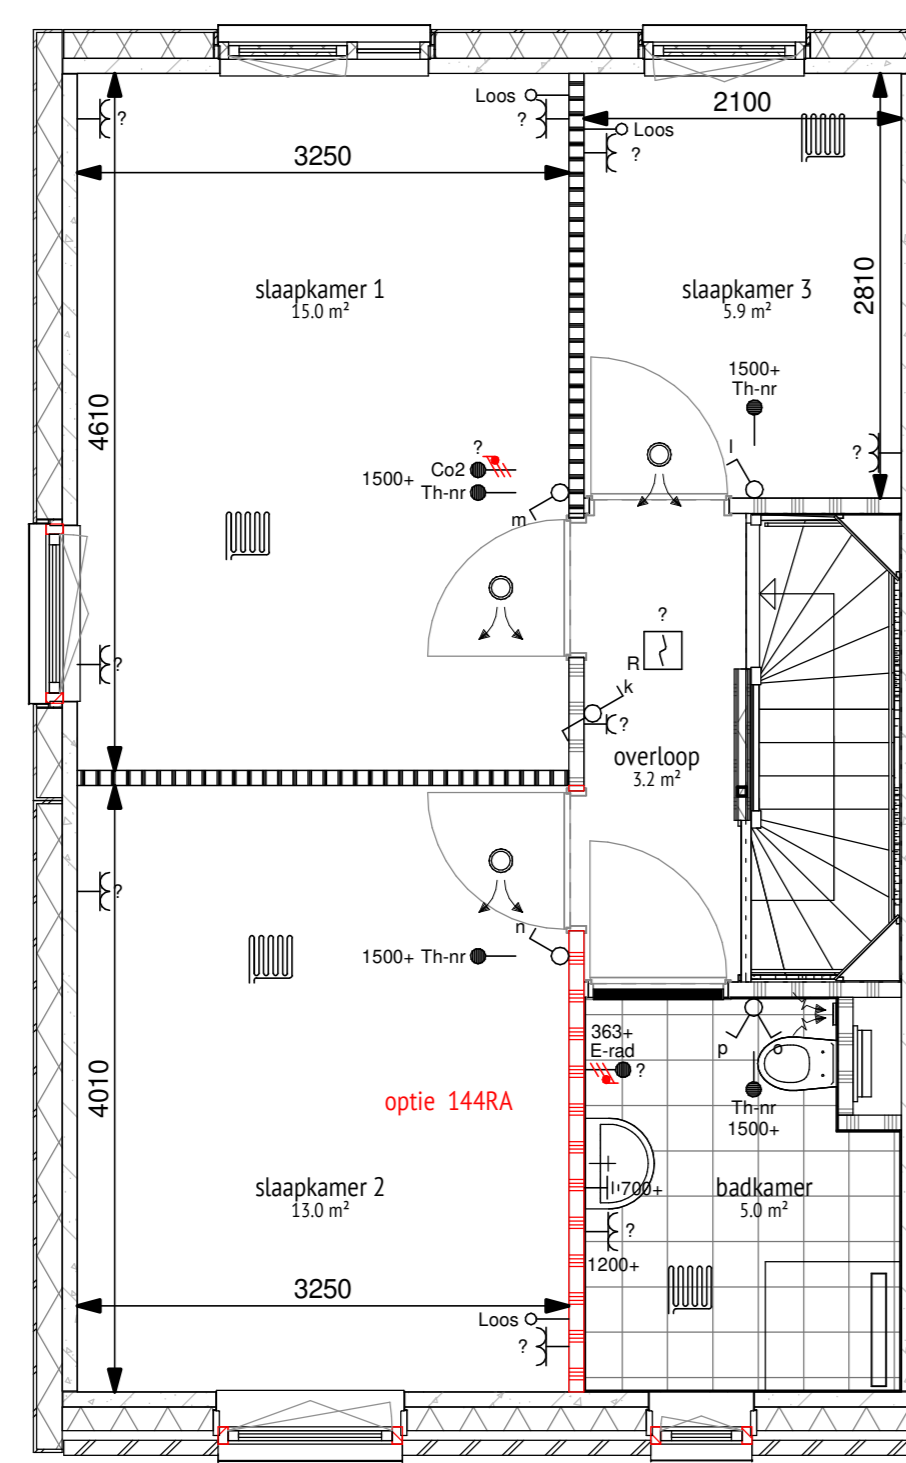 Loos
?
?
2100
Loos
?
3250
slaapkamer 1
15.0 m²
slaapkamer 3
5.9 m²
2810
4610
1500+
Th-nr
?
Co2
1500+
Th-nr
m
l
?
?
R
k
?
?
overloop
3.2 m²
?
n
1500+ Th-nr
363+
E-rad
?
p
o
Th-nr
1500+
4010
optie 144RA
slaapkamer 2
13.0 m²
700+
badkamer
5.0 m²
?
1200+
3250
Loos
?